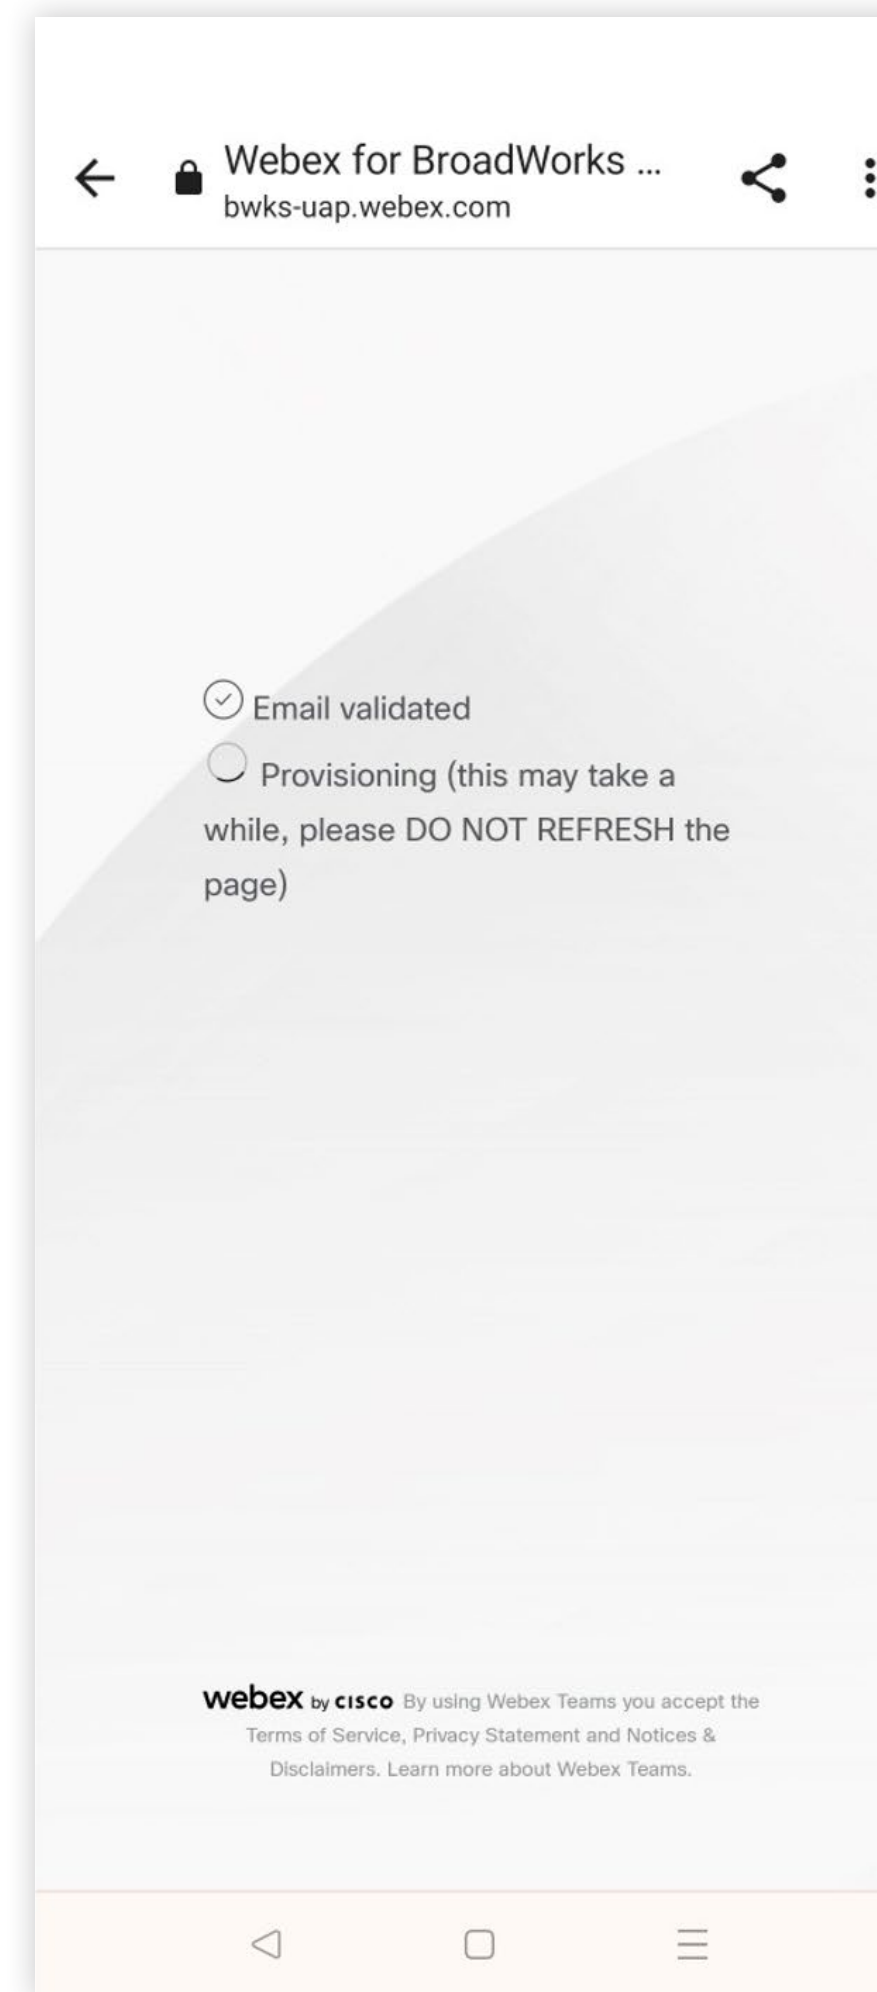 Webex for BroadWorks ...
bwks-uap.webex.com
Email validated
Provisioning (this may take a
while, please DO NOT REFRESH the
page)
webex by CISCO By using Webex Teams you accept the
Terms of Service, Privacy Statement and Notices &
Disclaimers. Learn more about Webex Teams.